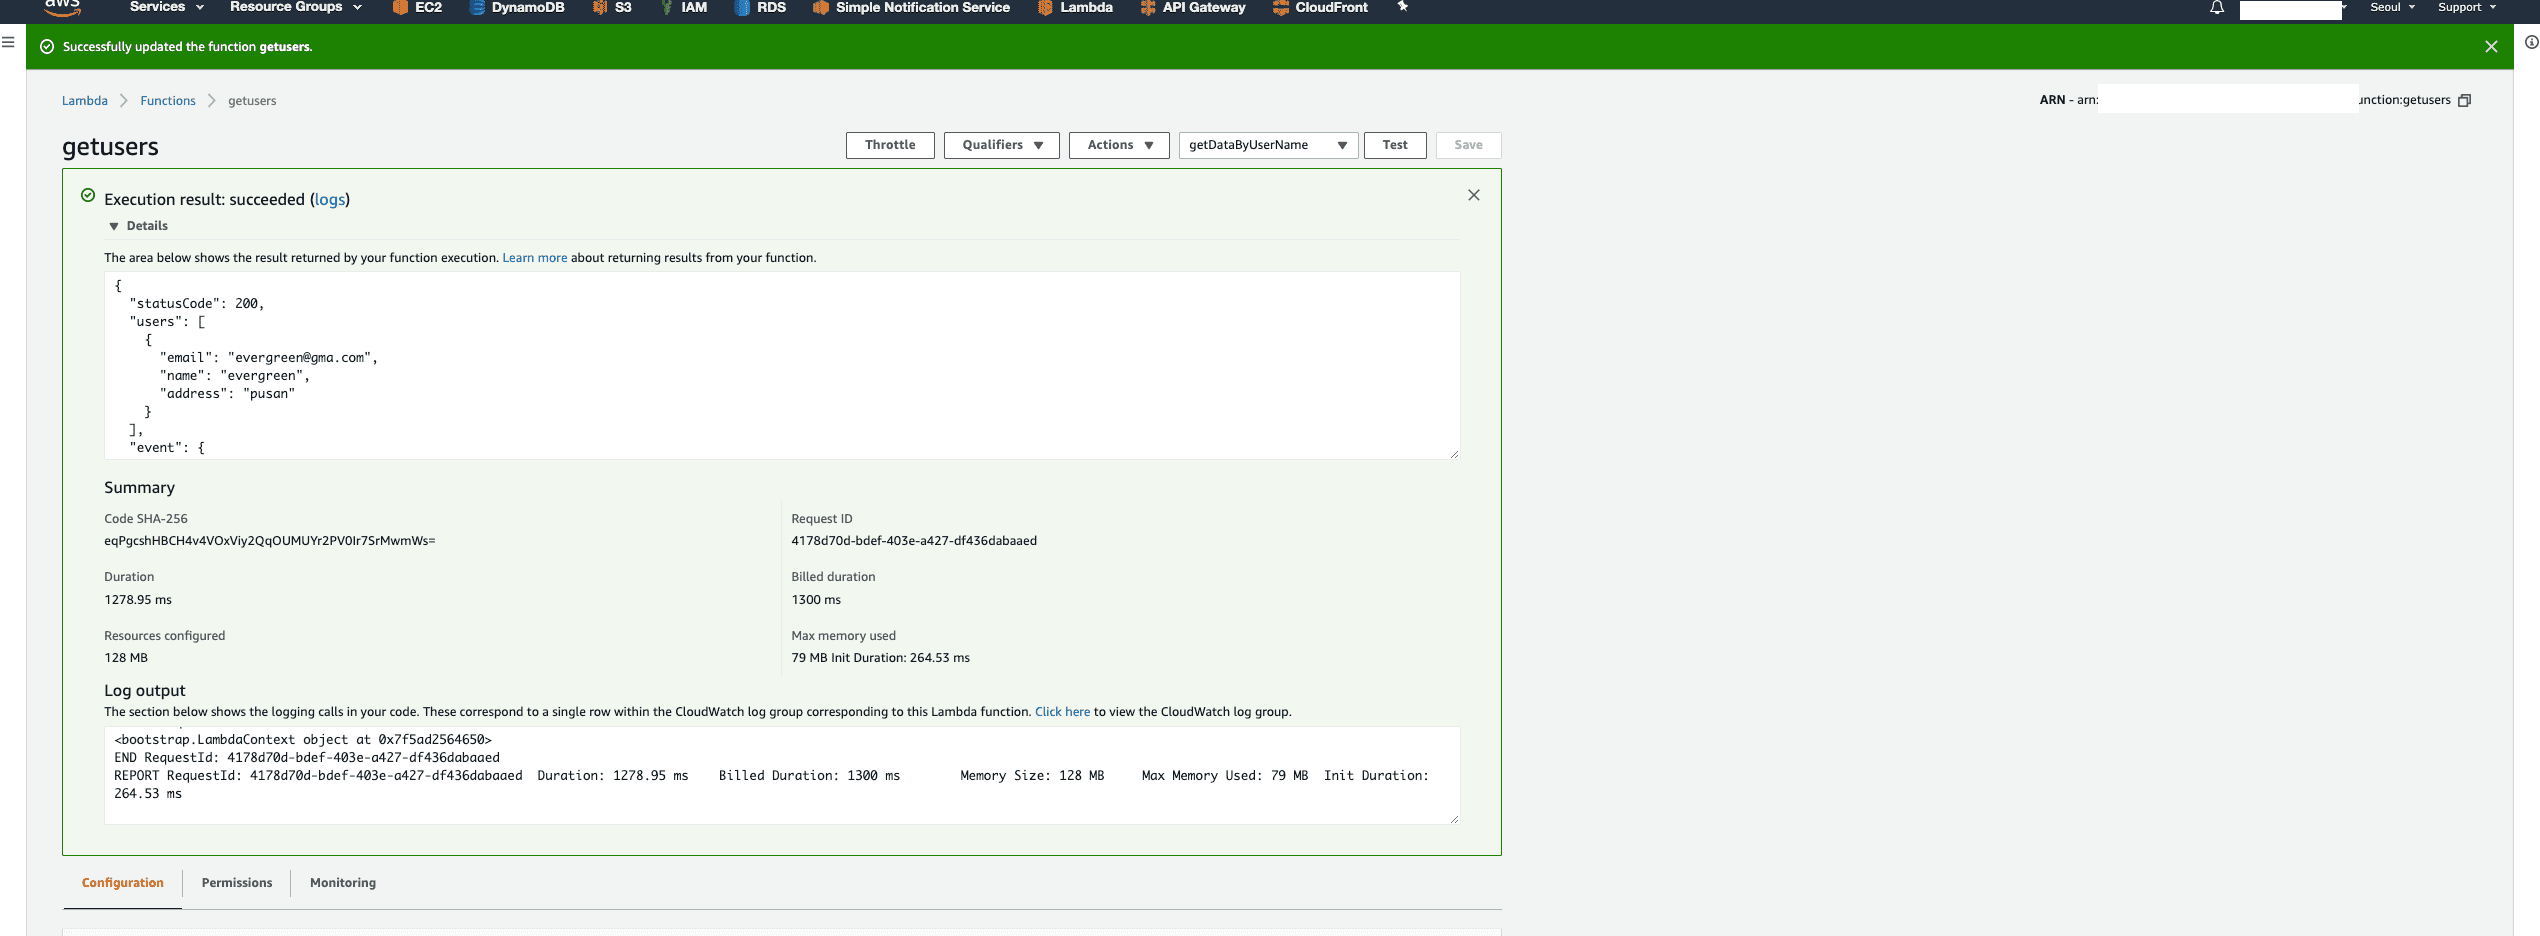 aws Services Resource Groups EC2 DynamoDB S3 IAM RDS Simple Notification Service Lambda API Gateway CloudFront Seoul Support
Successfully updated the function getusers.
Lambda Functions getusers
ARN - arn: unction:getusers
getusers
Throttle Qualifiers Actions getDataByUserName Test Save
Execution result: succeeded (logs)
Details
The area below shows the result returned by your function execution. Learn more about returning results from your function.
{
"statusCode": 200,
"users": [
{
"email": "evergreen@gma.com",
"name": "evergreen",
"address": "pusan"
}
],
"event": {
Summary
Code SHA-256
eqPgcshHBCH4v4VOxViy2QqOUMUYr2PV0Ir7SrMwmWs=
Request ID
4178d70d-bdef-403e-a427-df436dabaaed
Duration
1278.95 ms
Billed duration
1300 ms
Resources configured
128 MB
Max memory used
79 MB Init Duration: 264.53 ms
Log output
The section below shows the logging calls in your code. These correspond to a single row within the CloudWatch log group corresponding to this Lambda function. Click here to view the CloudWatch log group.
<bootstrap.LambdaContext object at 0x7f5ad2564650>
END RequestId: 4178d70d-bdef-403e-a427-df436dabaaed
REPORT RequestId: 4178d70d-bdef-403e-a427-df436dabaaed Duration: 1278.95 ms Billed Duration: 1300 ms Memory Size: 128 MB Max Memory Used: 79 MB Init Duration:
264.53 ms
Configuration Permissions Monitoring